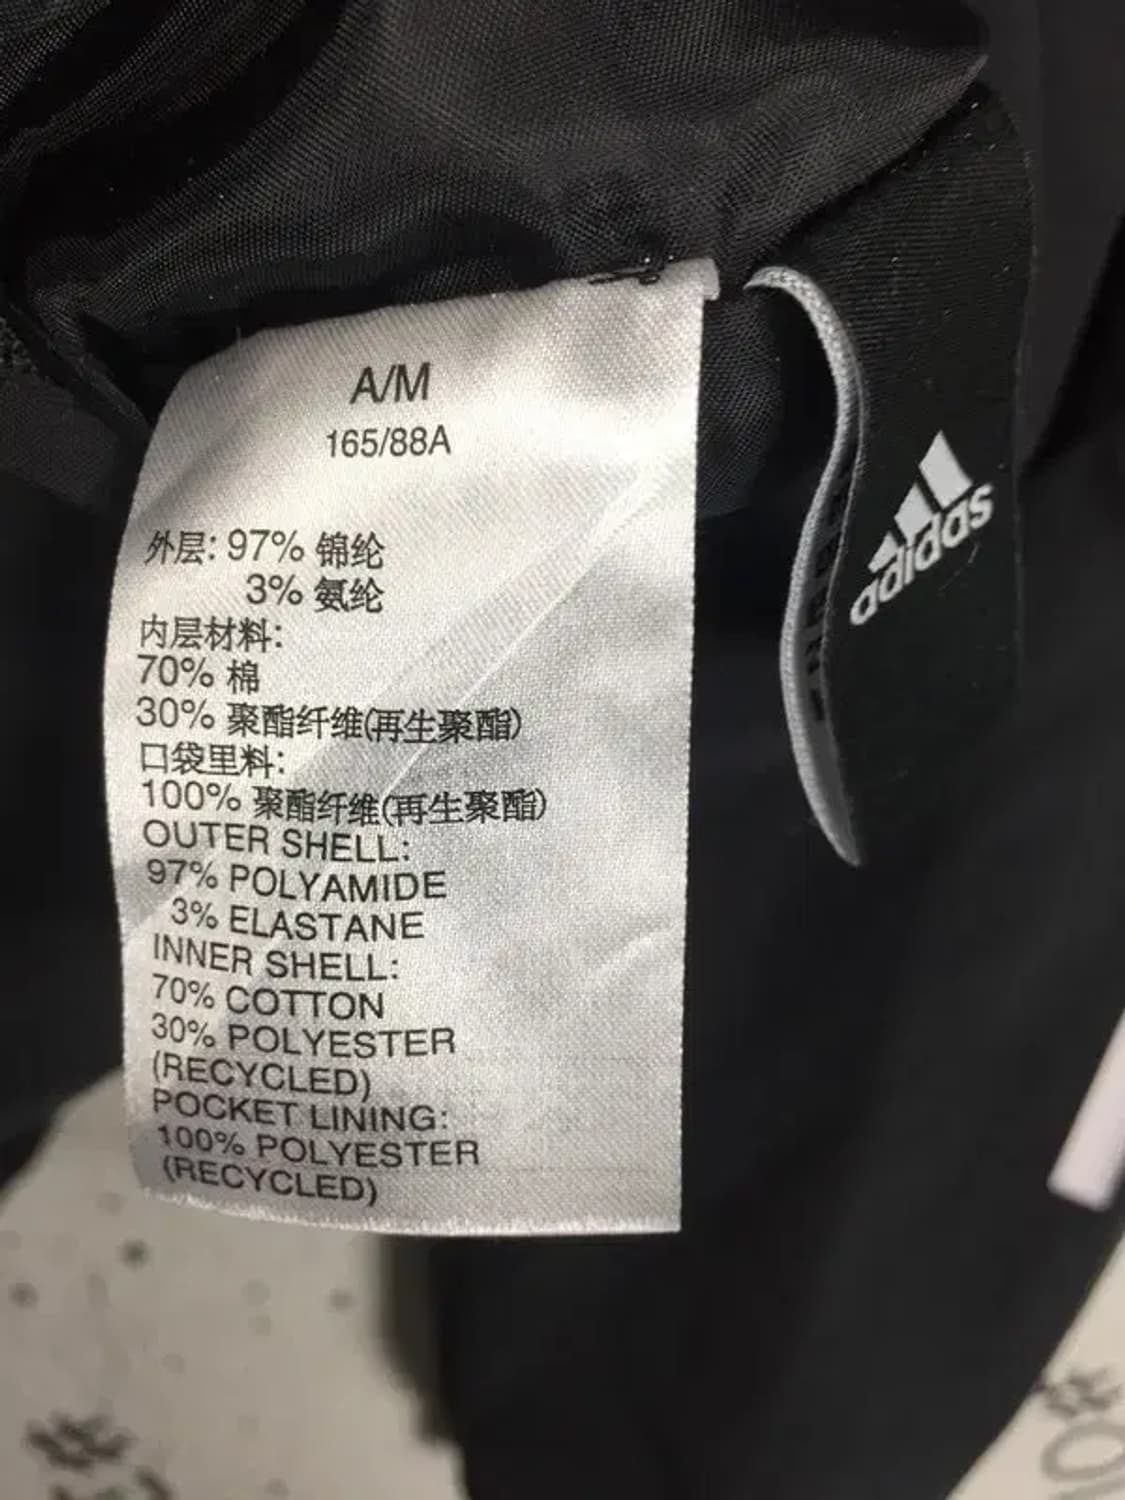 A/M
165/88A
外层: 97% 锦纶
3% 氨纶
内层材料:
70% 棉
30% 聚酯纤维(再生聚酯)
口袋里料:
100% 聚酯纤维(再生聚酯)
OUTER SHELL:
97% POLYAMIDE
3% ELASTANE
INNER SHELL:
70% COTTON
30% POLYESTER
(RECYCLED)
POCKET LINING:
100% POLYESTER
(RECYCLED)
adidas